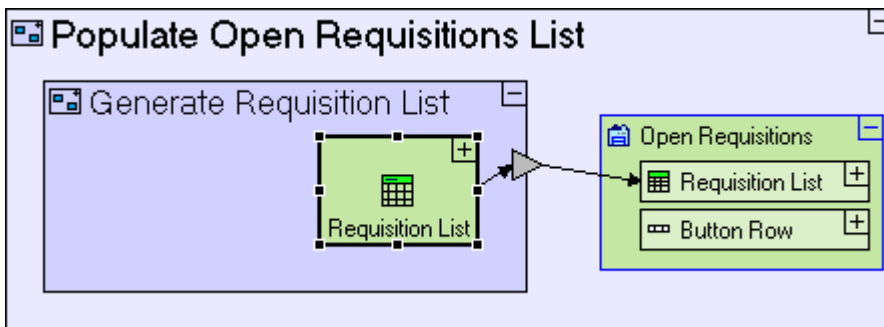 Populate Open Requisitions List
Generate Requisition List
Requisition List
Open Requisitions
Requisition List
Button Row